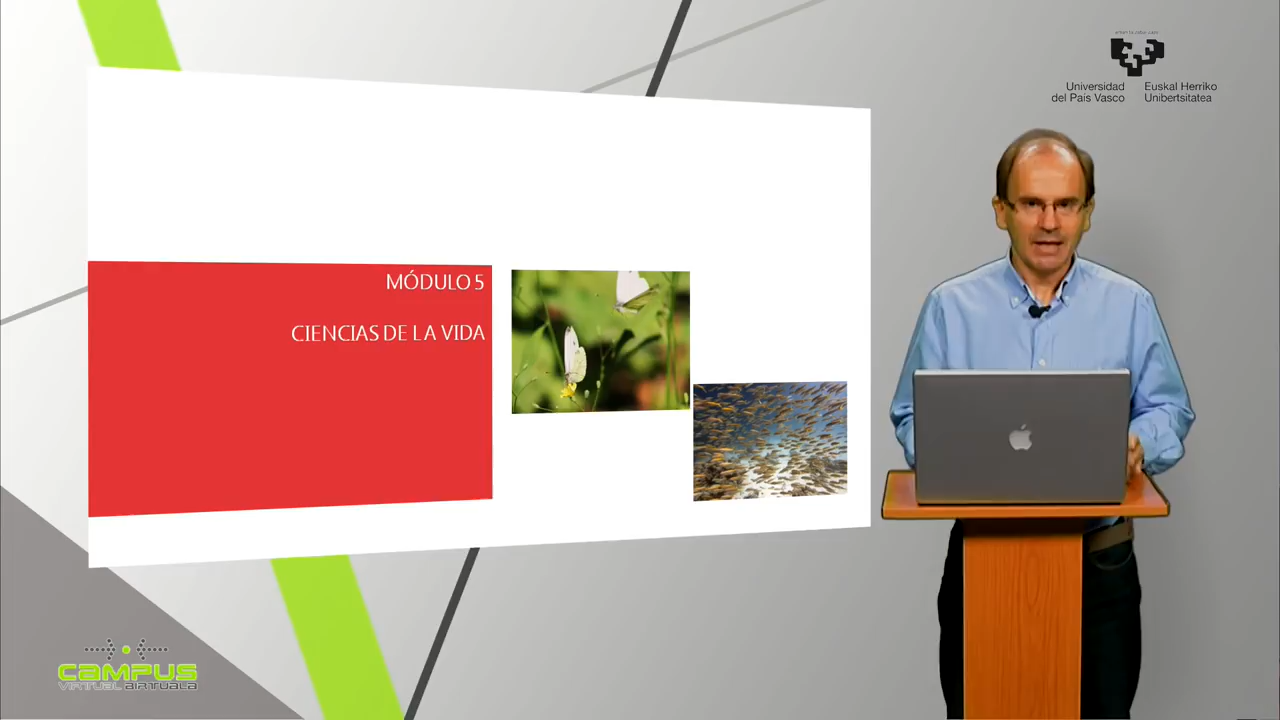 MÓDULO 5
CIENCIAS DE LA VIDA
Universidad
del País Vasco
Euskal Herriko
Unibertsitatea
CAMPUS
VIRTUAL BIRTUALA